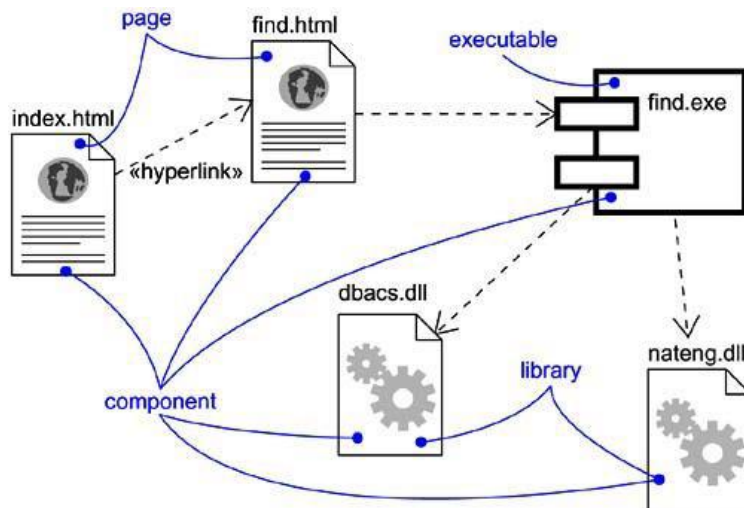 page
find.html
executable
index.html
find.exe
«hyperlink»
dbacs.dll
nateng.dll
library
component